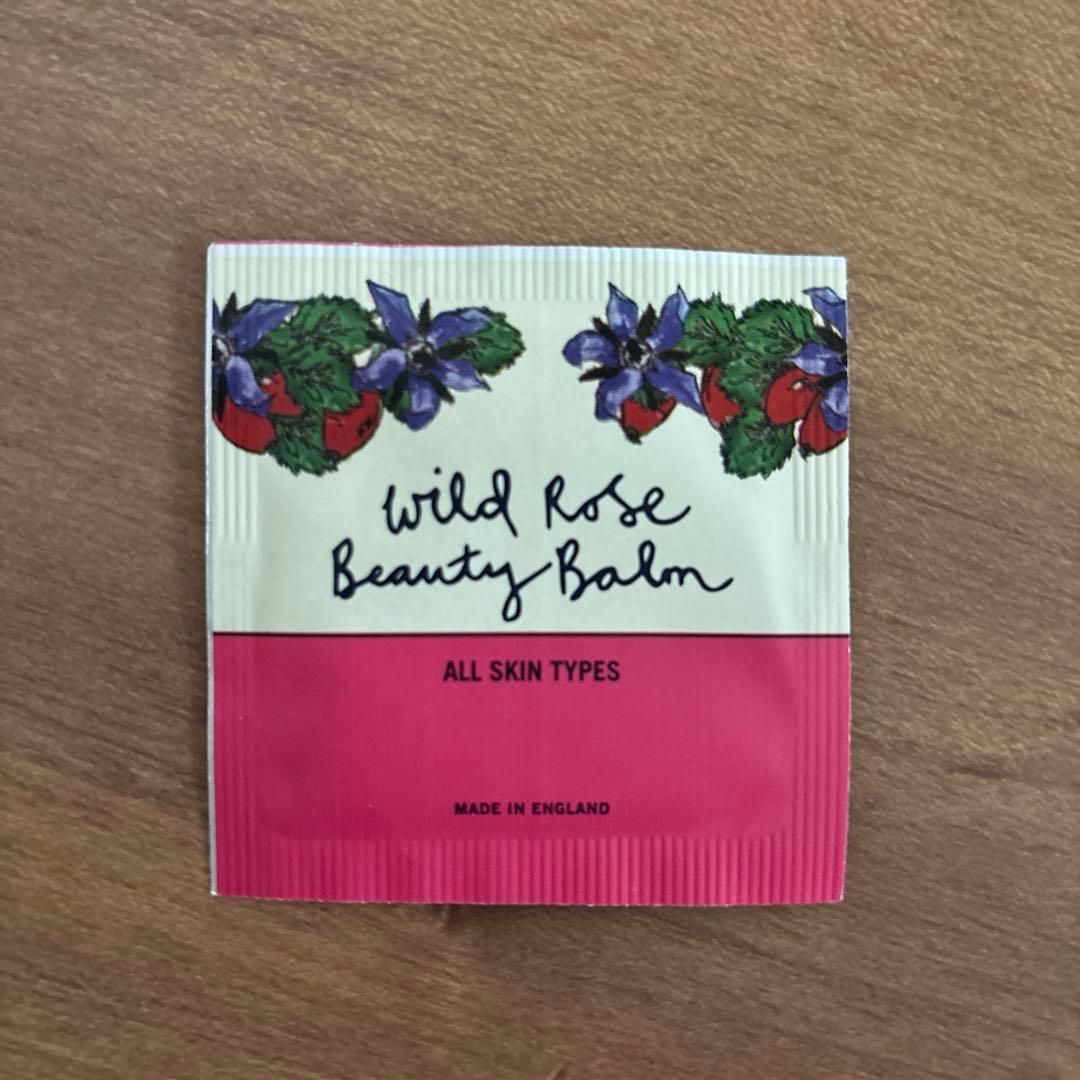 Wild Rose
Beauty Balm
ALL SKIN TYPES
MADE IN ENGLAND